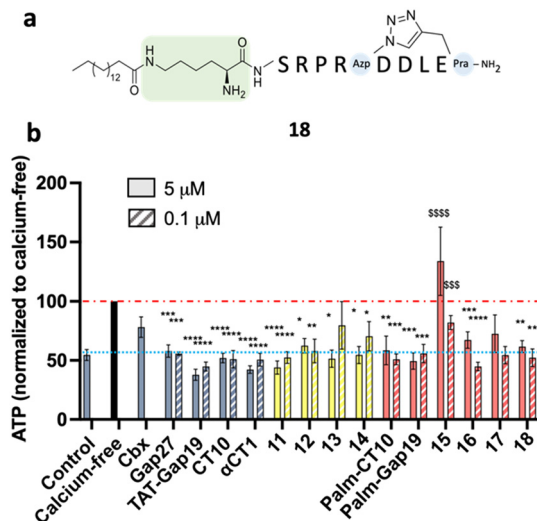 a
N N
N
O
H
N
12
O
NH₂
N
H
S R P R Azp D D L E Pra NH₂
18
b
200
150
100
50
0
ATP (normalized to calcium-free)
5 µM
0.1 µM
$$$$
$$$
*** ***
**** ****
**** ****
**** ****
**** ****
* **
*
* *
** ***
*** ***
*** ****
** **
Control
Calcium-free
Cbx
Gap27
TAT-Gap19
CT10
αCT1
11
12
13
14
Palm-CT10
Palm-Gap19
15
16
17
18